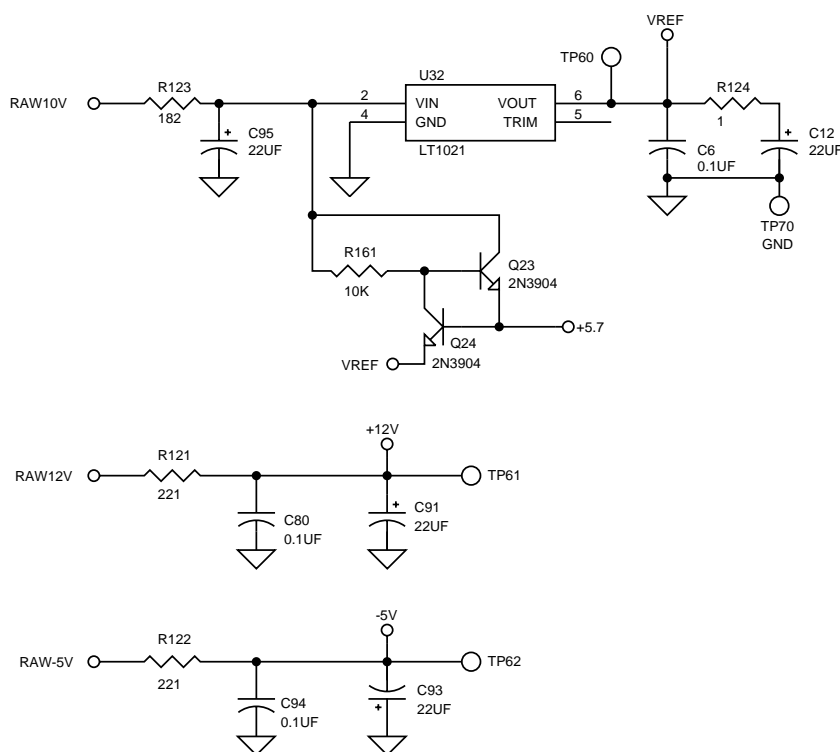 VREF
TP60
U32
R123
RAW10V
182
2
VIN
VOUT
6
R124
4
GND
TRIM
5
1
+
C95
22UF
LT1021
C6
0.1UF
+
C12
22UF
TP70
GND
R161
10K
Q23
2N3904
+5.7
Q24
2N3904
VREF
+12V
R121
RAW12V
221
TP61
C80
0.1UF
+
C91
22UF
-5V
R122
RAW-5V
221
TP62
C94
0.1UF
C93
+
22UF